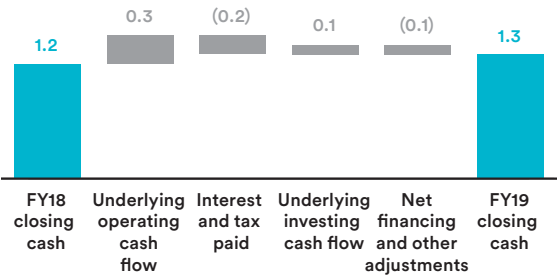 1.2
0.3
(0.2)
0.1
(0.1)
1.3
FY18
closing
cash
Underlying
operating
cash
flow
Interest
and tax
paid
Underlying
investing
cash flow
Net
financing
and other
adjustments
FY19
closing
cash